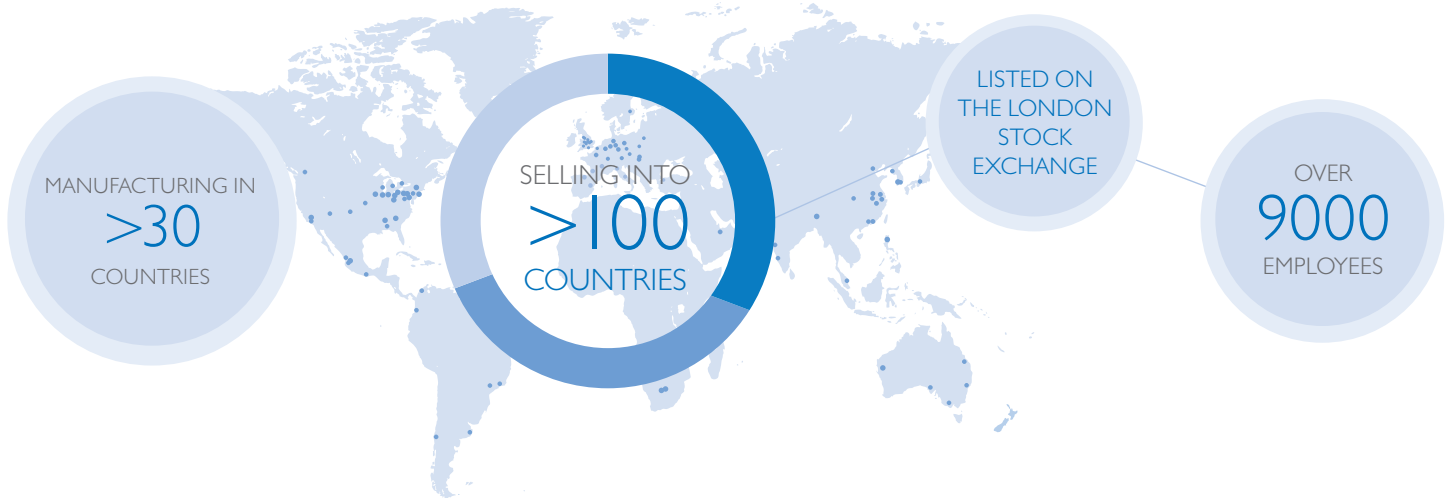 MANUFACTURING IN
>30
COUNTRIES
SELLING INTO
>100
COUNTRIES
LISTED ON
THE LONDON
STOCK
EXCHANGE
OVER
9000
EMPLOYEES